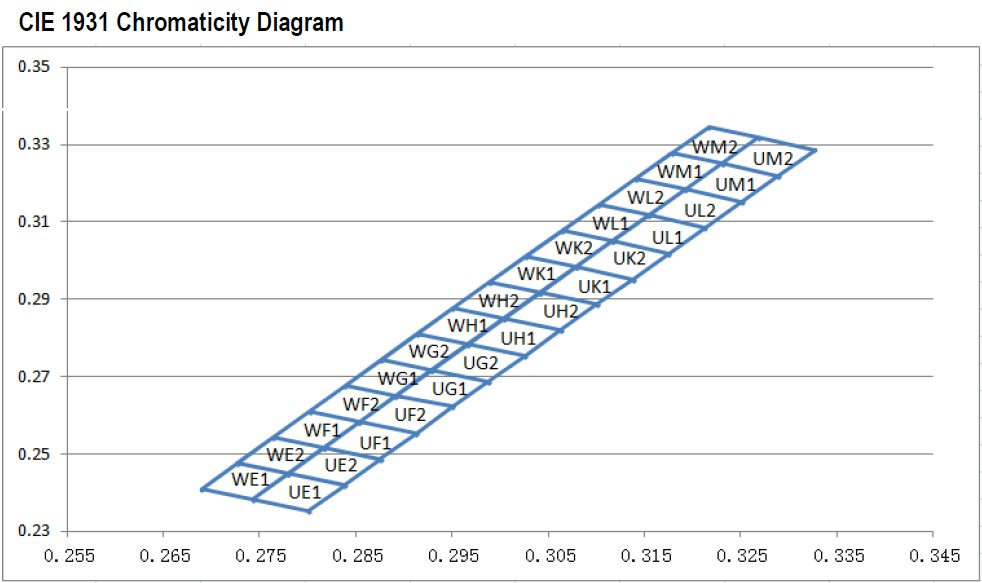 CIE 1931 Chromaticity Diagram
0.35
0.33
WM2
UM2
WM1
UM1
WL2
UL2
0.31
WL1
UL1
WK2
UK2
WK1
UK1
0.29
WH2
UH2
WH1
UH1
WG2
UG2
0.27
WG1
UG1
WF2
UF2
WF1
UF1
0.25
WE2
UE2
WE1
UE1
0.23
0.255 0.265 0.275 0.285 0.295 0.305 0.315 0.325 0.335 0.345